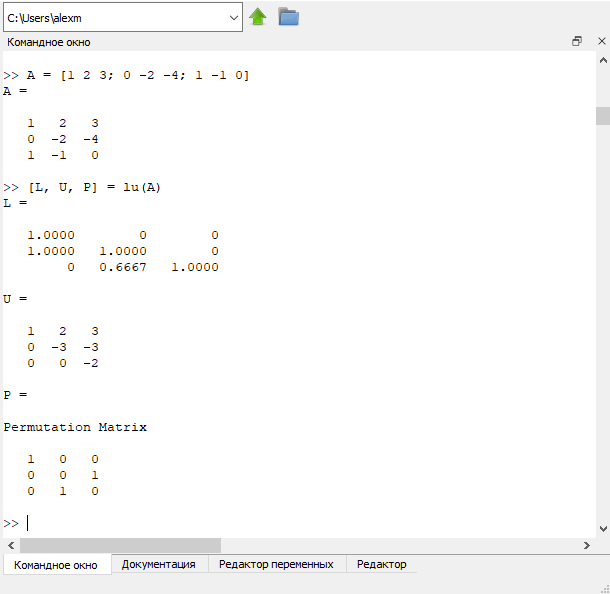 C:\Users\alexm
Командное окно
>> A = [1 2 3; 0 -2 -4; 1 -1 0]
A =
1 2 3
0 -2 -4
1 -1 0
>> [L, U, P] = lu(A)
L =
1.0000 0 0
1.0000 1.0000 0
0 0.6667 1.0000
U =
1 2 3
0 -3 -3
0 0 -2
P =
Permutation Matrix
1 0 0
0 0 1
0 1 0
>>
Командное окно Документация Редактор переменных Редактор